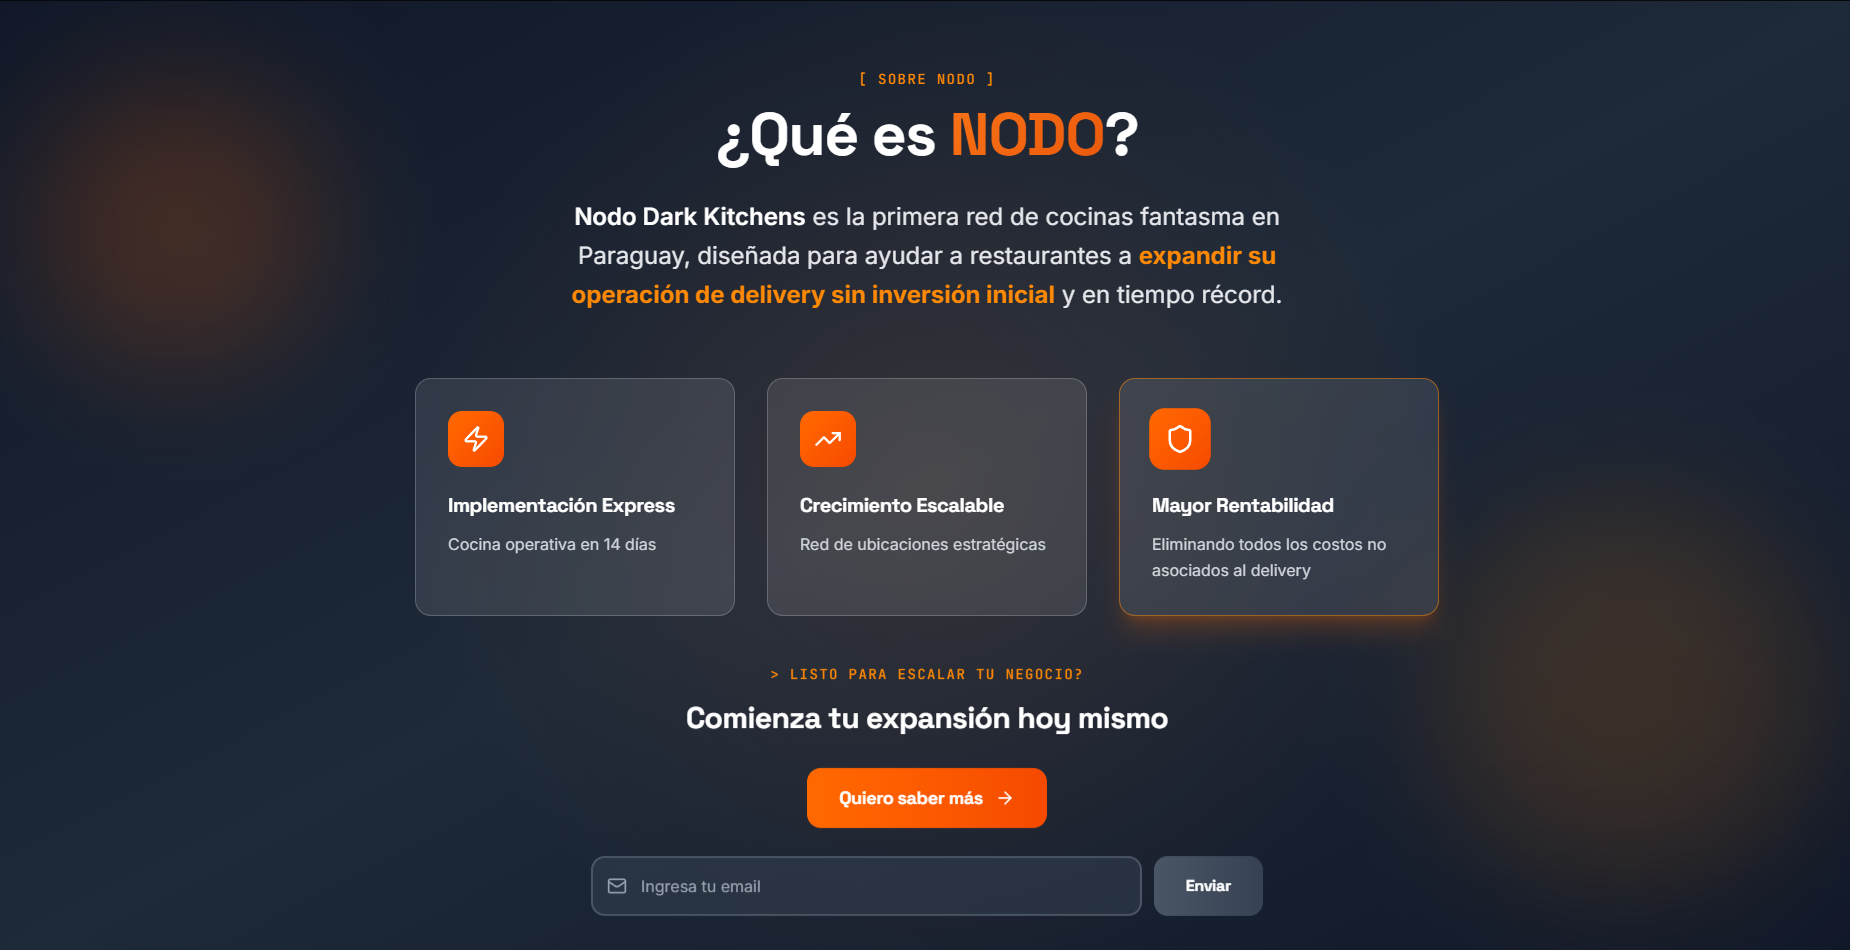 [ SOBRE NODO ]
¿Qué es NODO?
Nodo Dark Kitchens es la primera red de cocinas fantasma en
Paraguay, diseñada para ayudar a restaurantes a expandir su
operación de delivery sin inversión inicial y en tiempo récord.
Implementación Express
Cocina operativa en 14 días
Crecimiento Escalable
Red de ubicaciones estratégicas
Mayor Rentabilidad
Eliminando todos los costos no
asociados al delivery
> LISTO PARA ESCALAR TU NEGOCIO?
Comienza tu expansión hoy mismo
Quiero saber más →
Ingresa tu email
Enviar